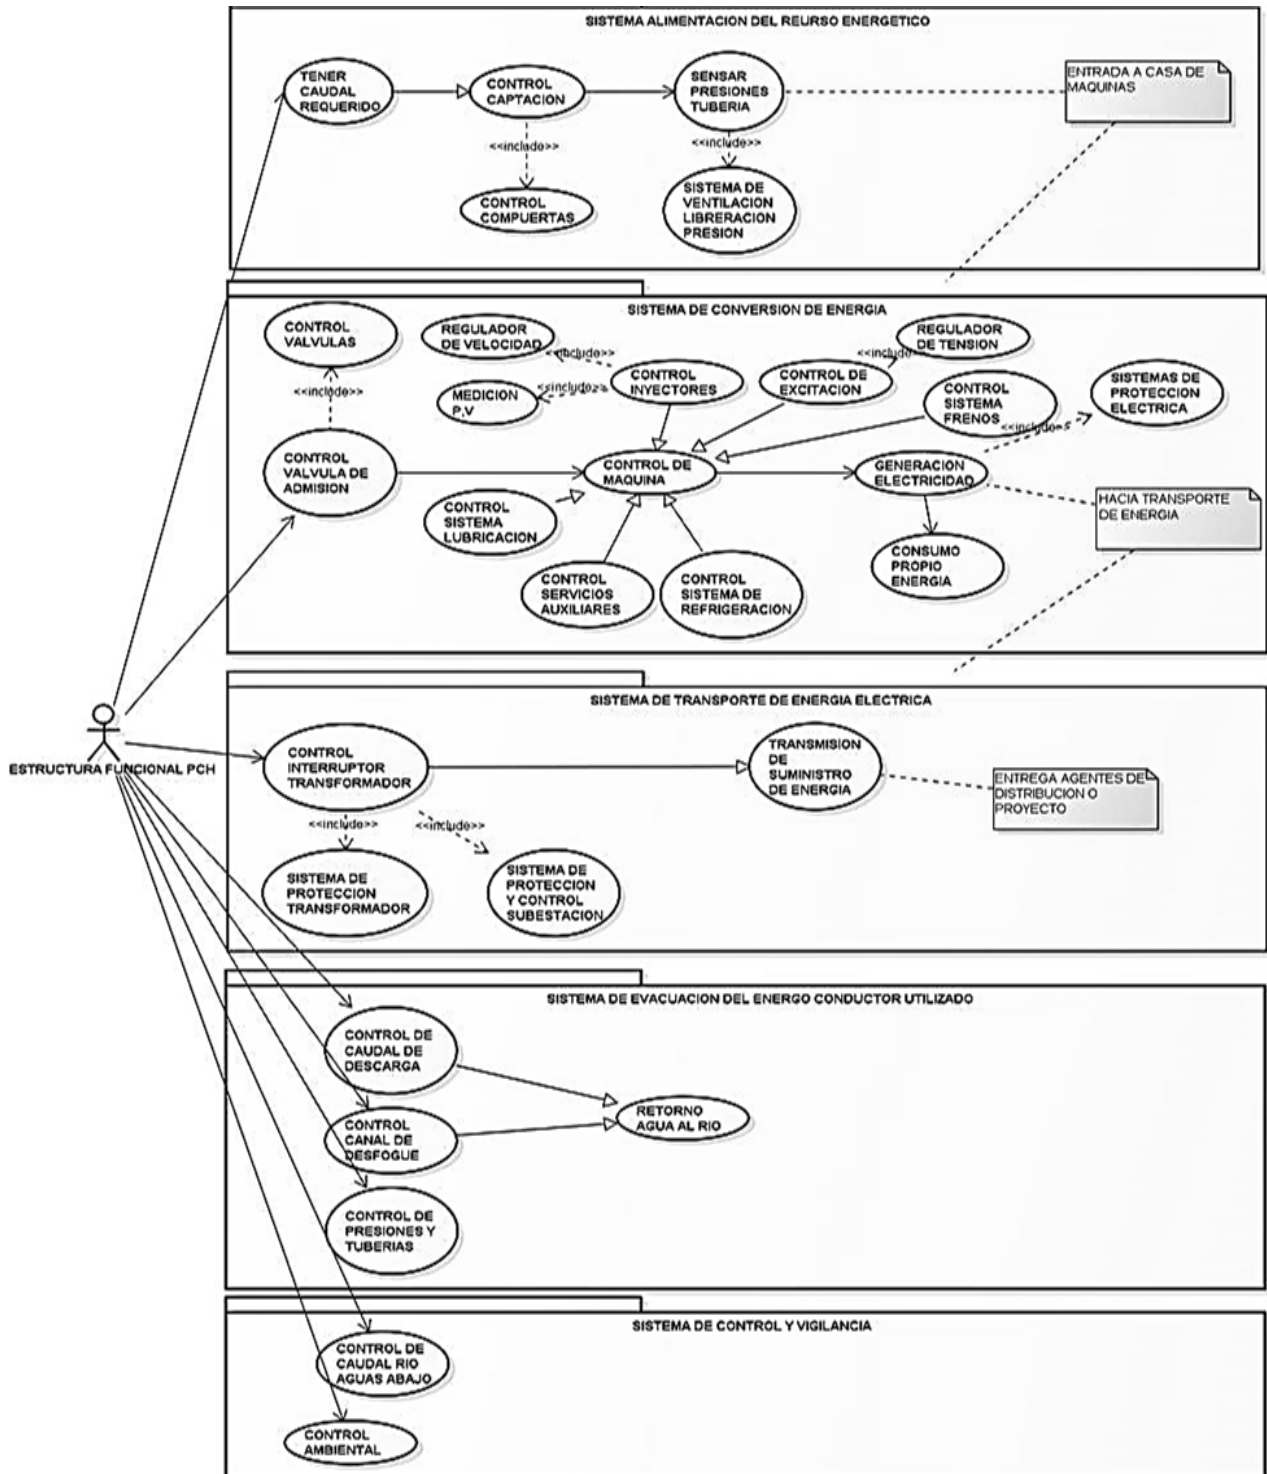 SISTEMA ALIMENTACION DEL REURSO ENERGETICO
TENER
CAUDAL
REQUERIDO
CONTROL
CAPTACION
SENSAR
PRESIONES
TUBERIA
ENTRADA A CASA DE
MAQUINAS
<<include>>
<<include>>
CONTROL
COMPUERTAS
SISTEMA DE
VENTILACION
LIBRERACION
PRESION
SISTEMA DE CONVERSION DE ENERGIA
CONTROL
VALVULAS
REGULADOR
DE VELOCIDAD
REGULADOR
DE TENSION
<<include>>
<<include>>
<<include>>
MEDICION
P,V
<<include>>
CONTROL
INYECTORES
CONTROL DE
EXCITACION
CONTROL
SISTEMA
FRENOS
SISTEMAS DE
PROTECCION
ELECTRICA
<<include>>
CONTROL
VALVULA DE
ADMISION
CONTROL DE
MAQUINA
GENERACION
ELECTRICIDAD
HACIA TRANSPORTE
DE ENERGIA
CONTROL
SISTEMA
LUBRICACION
CONTROL
SERVICIOS
AUXILIARES
CONTROL
SISTEMA DE
REFRIGERACION
CONSUMO
PROPIO
ENERGIA
SISTEMA DE TRANSPORTE DE ENERGIA ELECTRICA
ESTRUCTURA FUNCIONAL PCH
CONTROL
INTERRUPTOR
TRANSFORMADOR
TRANSMISION
DE
SUMINISTRO
DE ENERGIA
ENTREGA AGENTES DE
DISTRIBUCION O
PROYECTO
<<include>>
<<include>>
SISTEMA DE
PROTECCION
TRANSFORMADOR
SISTEMA DE
PROTECCION
Y CONTROL
SUBESTACION
SISTEMA DE EVACUACION DEL ENERGO CONDUCTOR UTILIZADO
CONTROL DE
CAUDAL DE
DESCARGA
CONTROL
CANAL DE
DESFOGUE
RETORNO
AGUA AL RIO
CONTROL DE
PRESIONES Y
TUBERIAS
SISTEMA DE CONTROL Y VIGILANCIA
CONTROL DE
CAUDAL RIO
AGUAS ABAJO
CONTROL
AMBIENTAL